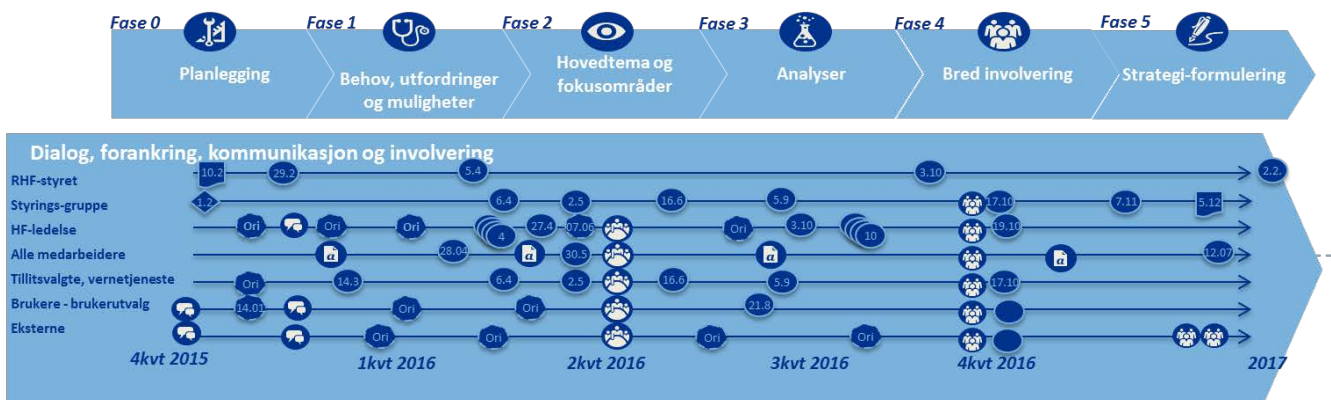 Fase 0
Fase 1
Fase 2
Fase 3
Fase 4
Fase 5
Planlegging
Behov, utfordringer
og muligheter
Hovedtema og
fokusområder
Analyser
Bred involvering
Strategi-formulering
Dialog, forankring, kommunikasjon og involvering
RHF-styret 10.2 29.2 5.4 3.10 2.2.
Styrings-gruppe 1.2 6.4 2.5 16.6 5.9 17.10 7.11 5.12
HF-ledelse Ori Ori Ori 4 27.4 07.06 Ori 3.10 10 19.10
Alle medarbeidere a 28.04 a 30.5 a a 12.07
Tillitsvalgte, vernetjeneste Ori 14.3 6.4 2.5 16.6 5.9 17.10
Brukere - brukerutvalg 14.01 Ori Ori 21.8
Eksterne Ori Ori Ori Ori
4kvt 2015 1kvt 2016 2kvt 2016 3kvt 2016 4kvt 2016 2017